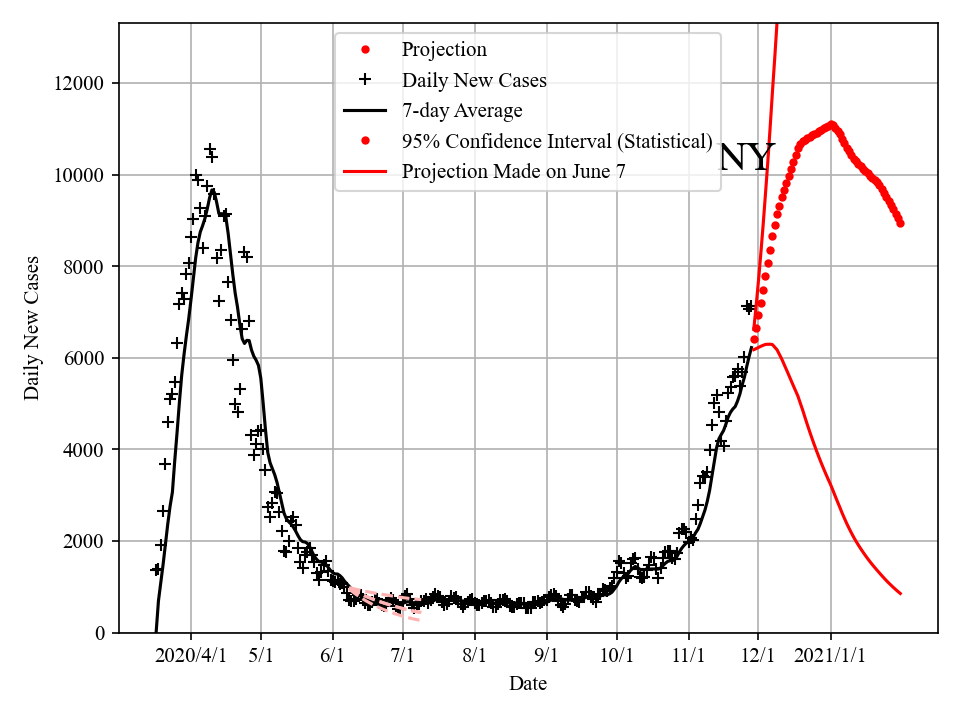 Projection
Daily New Cases
7-day Average
95% Confidence Interval (Statistical)
Projection Made on June 7
NY
12000
10000
8000
6000
4000
2000
0
Daily New Cases
2020/4/1 5/1 6/1 7/1 8/1 9/1 10/1 11/1 12/1 2021/1/1
Date